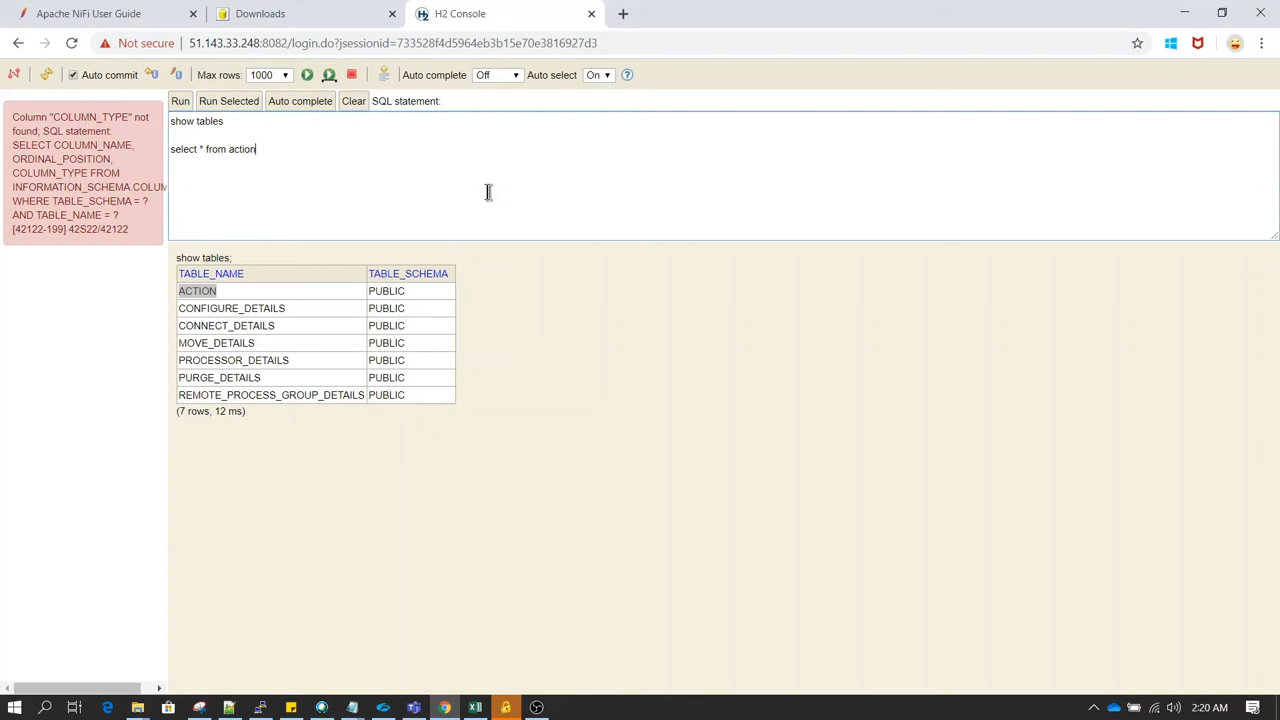 Apache NiFi User Guide
Downloads
H2 Console
Not secure
51.143.33.248:8082/login.do?jsessionid=733528f4d5964eb3b15e70e3816927d3
Auto commit
Max rows: 1000
Auto complete Off
Auto select On
Run
Run Selected
Auto complete
Clear
SQL statement:
Column "COLUMN_TYPE" not
found; SQL statement:
SELECT COLUMN_NAME,
ORDINAL_POSITION,
COLUMN_TYPE FROM
INFORMATION_SCHEMA.COLUM
WHERE TABLE_SCHEMA = ?
AND TABLE_NAME = ?
[42122-199] 42S22/42122
show tables
select * from action
show tables;
TABLE_NAME TABLE_SCHEMA
ACTION PUBLIC
CONFIGURE_DETAILS PUBLIC
CONNECT_DETAILS PUBLIC
MOVE_DETAILS PUBLIC
PROCESSOR_DETAILS PUBLIC
PURGE_DETAILS PUBLIC
REMOTE_PROCESS_GROUP_DETAILS PUBLIC
(7 rows, 12 ms)
2:20 AM